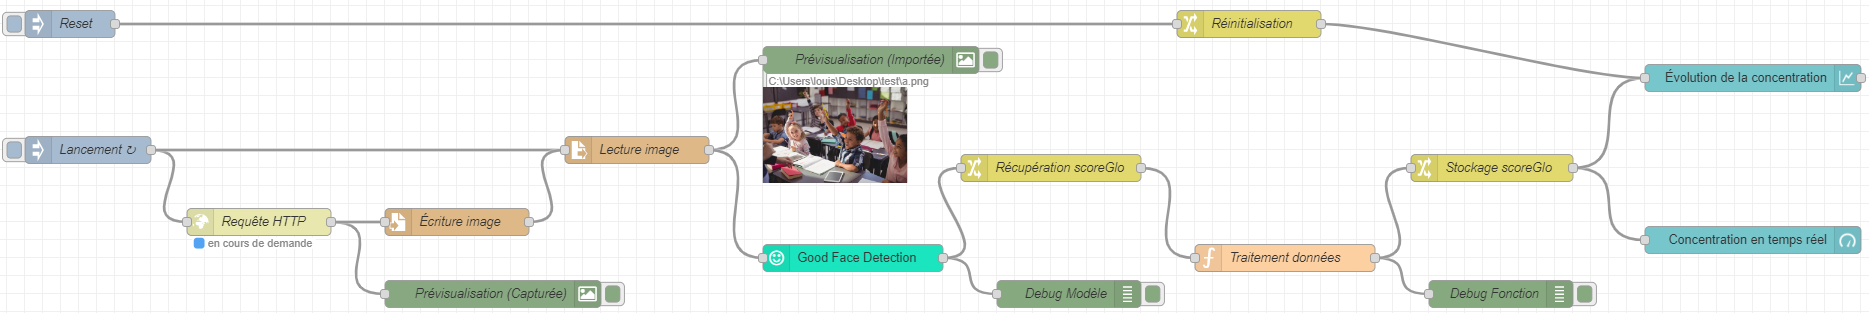 Reset
Réinitialisation
Prévisualisation (Importée)
C:\Users\louis\Desktop\test\a.png
Évolution de la concentration
Lancement ↻
Lecture image
Récupération scoreGlo
Stockage scoreGlo
Requête HTTP
en cours de demande
Écriture image
Good Face Detection
Traitement données
Concentration en temps réel
Prévisualisation (Capturée)
Debug Modèle
Debug Fonction